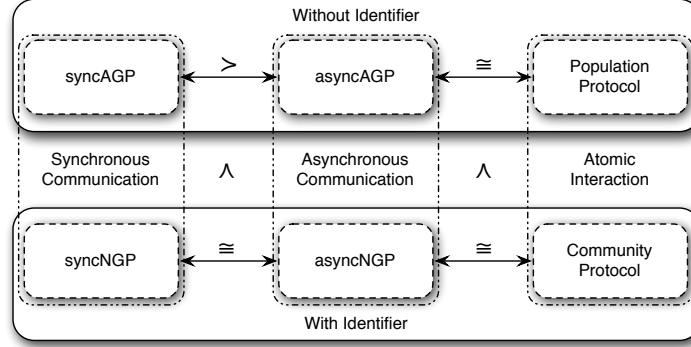 Without Identifier
syncAGP
≻
asyncAGP
≅
Population
Protocol
Synchronous
Communication
⋏
Asynchronous
Communication
⋏
Atomic
Interaction
syncNGP
≅
asyncNGP
≅
Community
Protocol
With Identifier